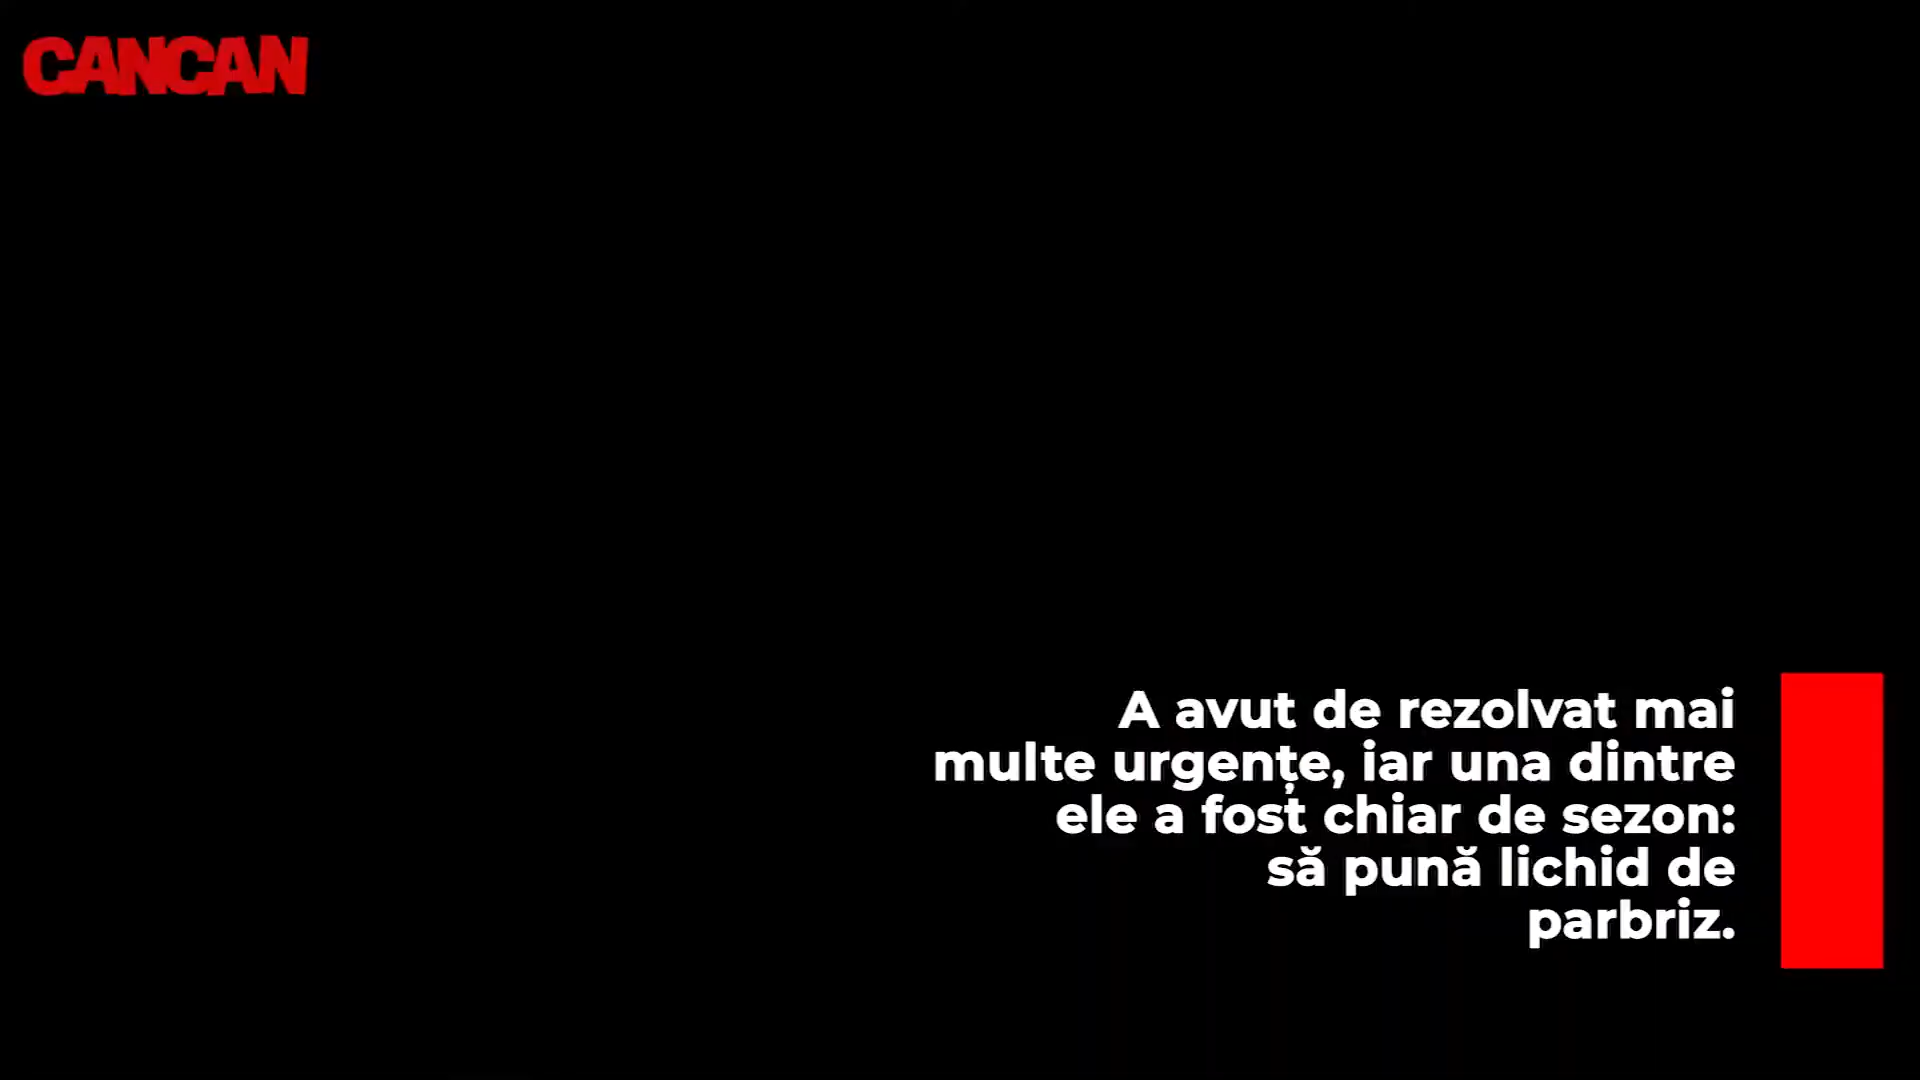 CANCAN
A avut de rezolvat mai
multe urgențe, iar una dintre
ele a fost chiar de sezon:
să pună lichid de
parbriz.